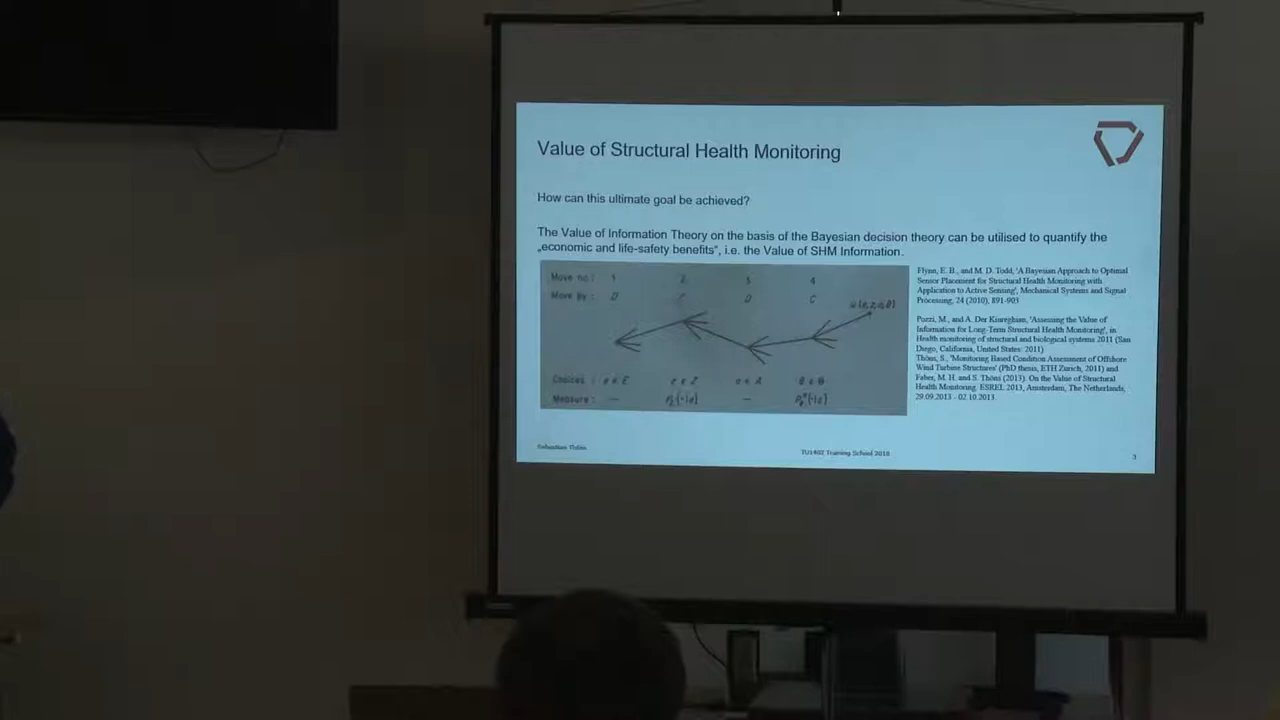 Value of Structural Health Monitoring
How can this ultimate goal be achieved?
The Value of Information Theory on the basis of the Bayesian decision theory can be utilised to quantify the
„economic and life-safety benefits“, i.e. the Value of SHM Information.
Move no: 1 2 3 4
Move by: D C D C
u(e,z,a,θ)
Choices: e ∈ E z ∈ Z a ∈ A θ ∈ Θ
Measure: — —
Flynn, E. B., and M. D. Todd, 'A Bayesian Approach to Optimal
Sensor Placement for Structural Health Monitoring with
Application to Active Sensing', Mechanical Systems and Signal
Processing, 24 (2010), 891-903
Pozzi, M., and A. Der Kiureghian, 'Assessing the Value of
Information for Long-Term Structural Health Monitoring', in
Health monitoring of structural and biological systems 2011 (San
Diego, California, United States: 2011)
Thöns, S., 'Monitoring Based Condition Assessment of Offshore
Wind Turbine Structures' (PhD thesis, ETH Zurich, 2011) and
Faber, M. H. and S. Thöns (2013). On the Value of Structural
Health Monitoring. ESREL 2013, Amsterdam, The Netherlands,
29.09.2013 - 02.10.2013.
Sebastian Thöns
TU1402 Training School 2018
3